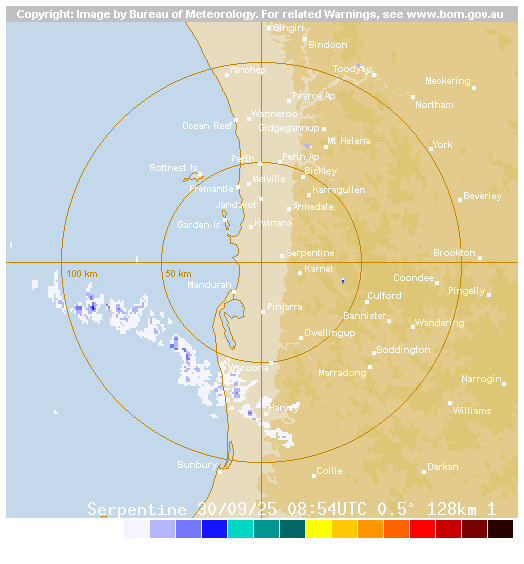 Copyright: Image by Bureau of Meteorology. For related Warnings, see www.bom.gov.au
Gingin
Bindoon
Yanchep
Toodyay
Meckering
Pearce Ap
Northam
Wanneroo
Ocean Reef
Gidgegannup
Mt Helena
York
Perth
Perth Ap
Rottnest Is
Bickley
Melville
Fremantle
Karragullen
Beverley
Jandakot
Armadale
Garden Is
Kwinana
Serpentine
Brookton
100 km
50 km
Karnet
Coondee
Mandurah
Pingelly
Culford
Pinjarra
Bannister
Wandering
Dwellingup
Boddington
Waroona
Marradong
Narrogin
Harvey
Williams
Bunbury
Collie
Darkan
Serpentine 30/09/25 08:54UTC 0.5° 128km 1